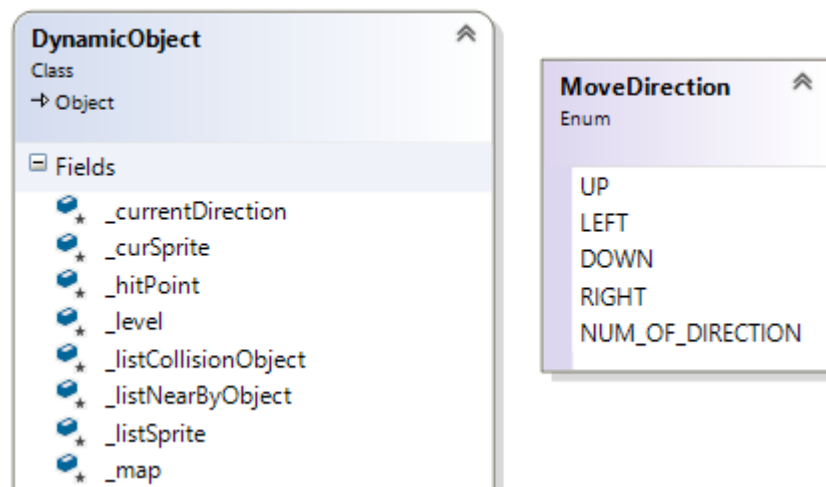 DynamicObject
Class
Object
Fields
_currentDirection
_curSprite
_hitPoint
_level
_listCollisionObject
_listNearByObject
_listSprite
_map
MoveDirection
Enum
UP
LEFT
DOWN
RIGHT
NUM_OF_DIRECTION